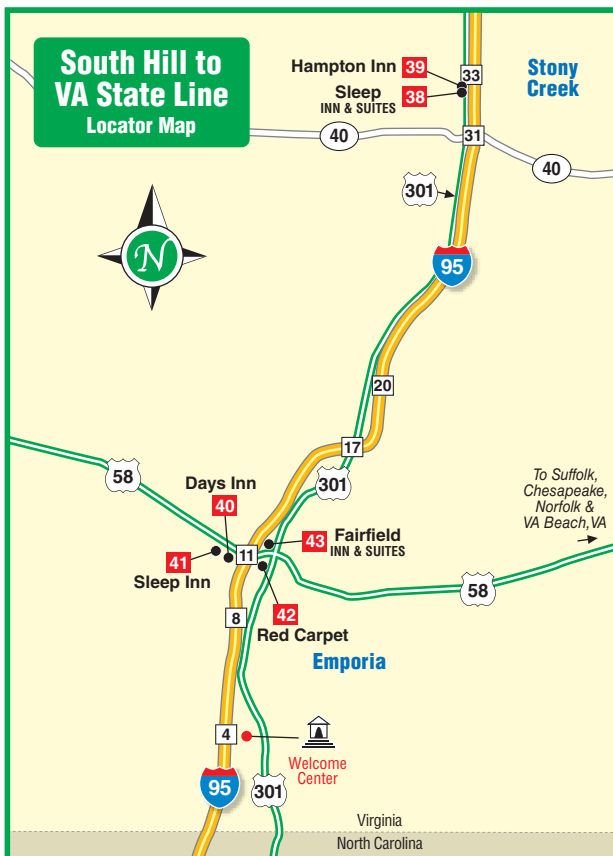 South Hill to
VA State Line
Locator Map
Hampton Inn 39
Sleep 38
INN & SUITES
33
Stony
Creek
31
40
40
301
N
95
20
17
58
301
Days Inn
40
To Suffolk,
Chesapeake,
Norfolk &
VA Beach,VA
43 Fairfield
INN & SUITES
11
41
Sleep Inn
58
42
Red Carpet
8
Emporia
4
Welcome
Center
95
301
Virginia
North Carolina